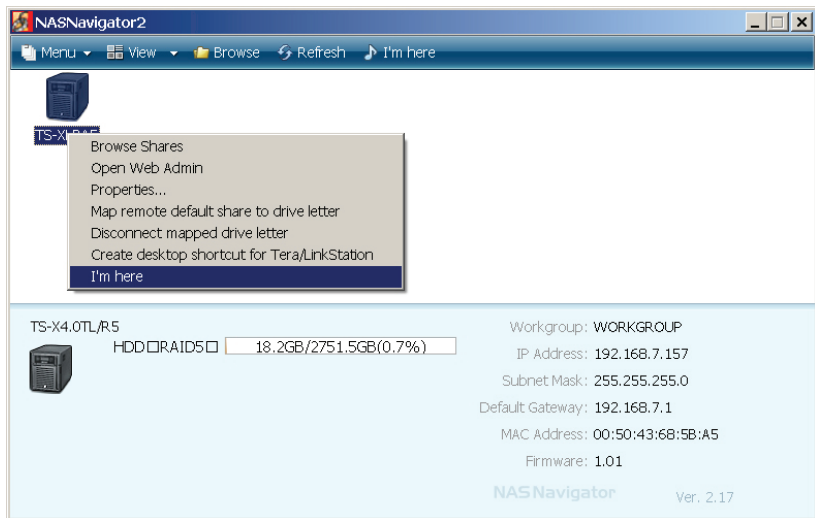 NASNavigator2
Menu View Browse Refresh I'm here
Browse Shares
Open Web Admin
Properties...
Map remote default share to drive letter
Disconnect mapped drive letter
Create desktop shortcut for Tera/LinkStation
I'm here
TS-X4.0TL/R5
HDD□RAID5□ 18.2GB/2751.5GB(0.7%)
Workgroup: WORKGROUP
IP Address: 192.168.7.157
Subnet Mask: 255.255.255.0
Default Gateway: 192.168.7.1
MAC Address: 00:50:43:68:5B:A5
Firmware: 1.01
NASNavigator Ver. 2.17